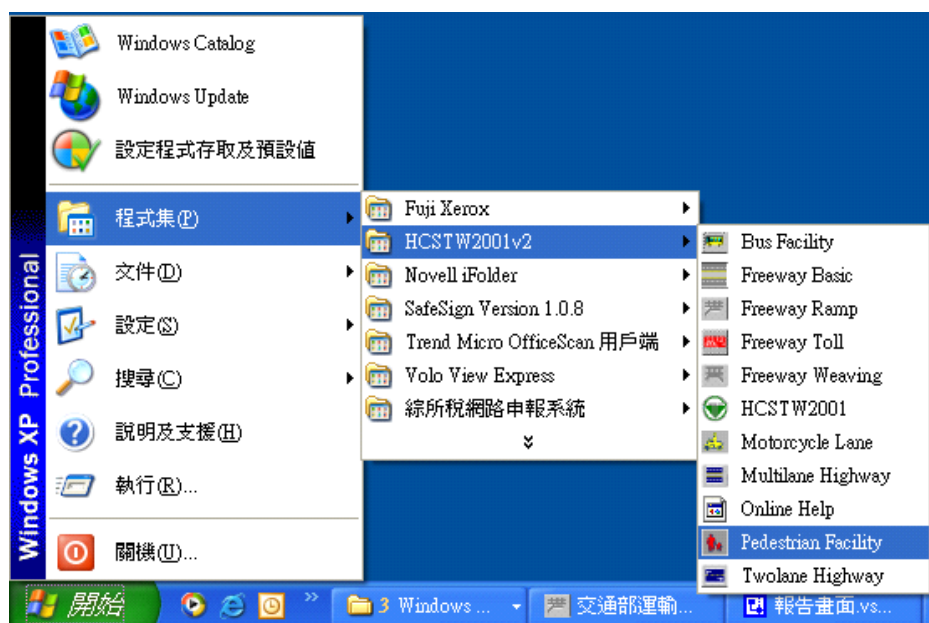 Windows Catalog
Windows Update
設定程式存取及預設值
程式集(P)
文件(D)
設定(S)
搜尋(C)
說明及支援(H)
執行(R)...
關機(U)...
Windows XP Professional
Fuji Xerox
HCSTW2001v2
Novell iFolder
SafeSign Version 1.0.8
Trend Micro OfficeScan 用戶端
Volo View Express
綜所稅網路申報系統
Bus Facility
Freeway Basic
Freeway Ramp
Freeway Toll
Freeway Weaving
HCSTW2001
Motorcycle Lane
Multilane Highway
Online Help
Pedestrian Facility
Twolane Highway
開始
3 Windows ...
交通部運輸...
報告畫面.vs...